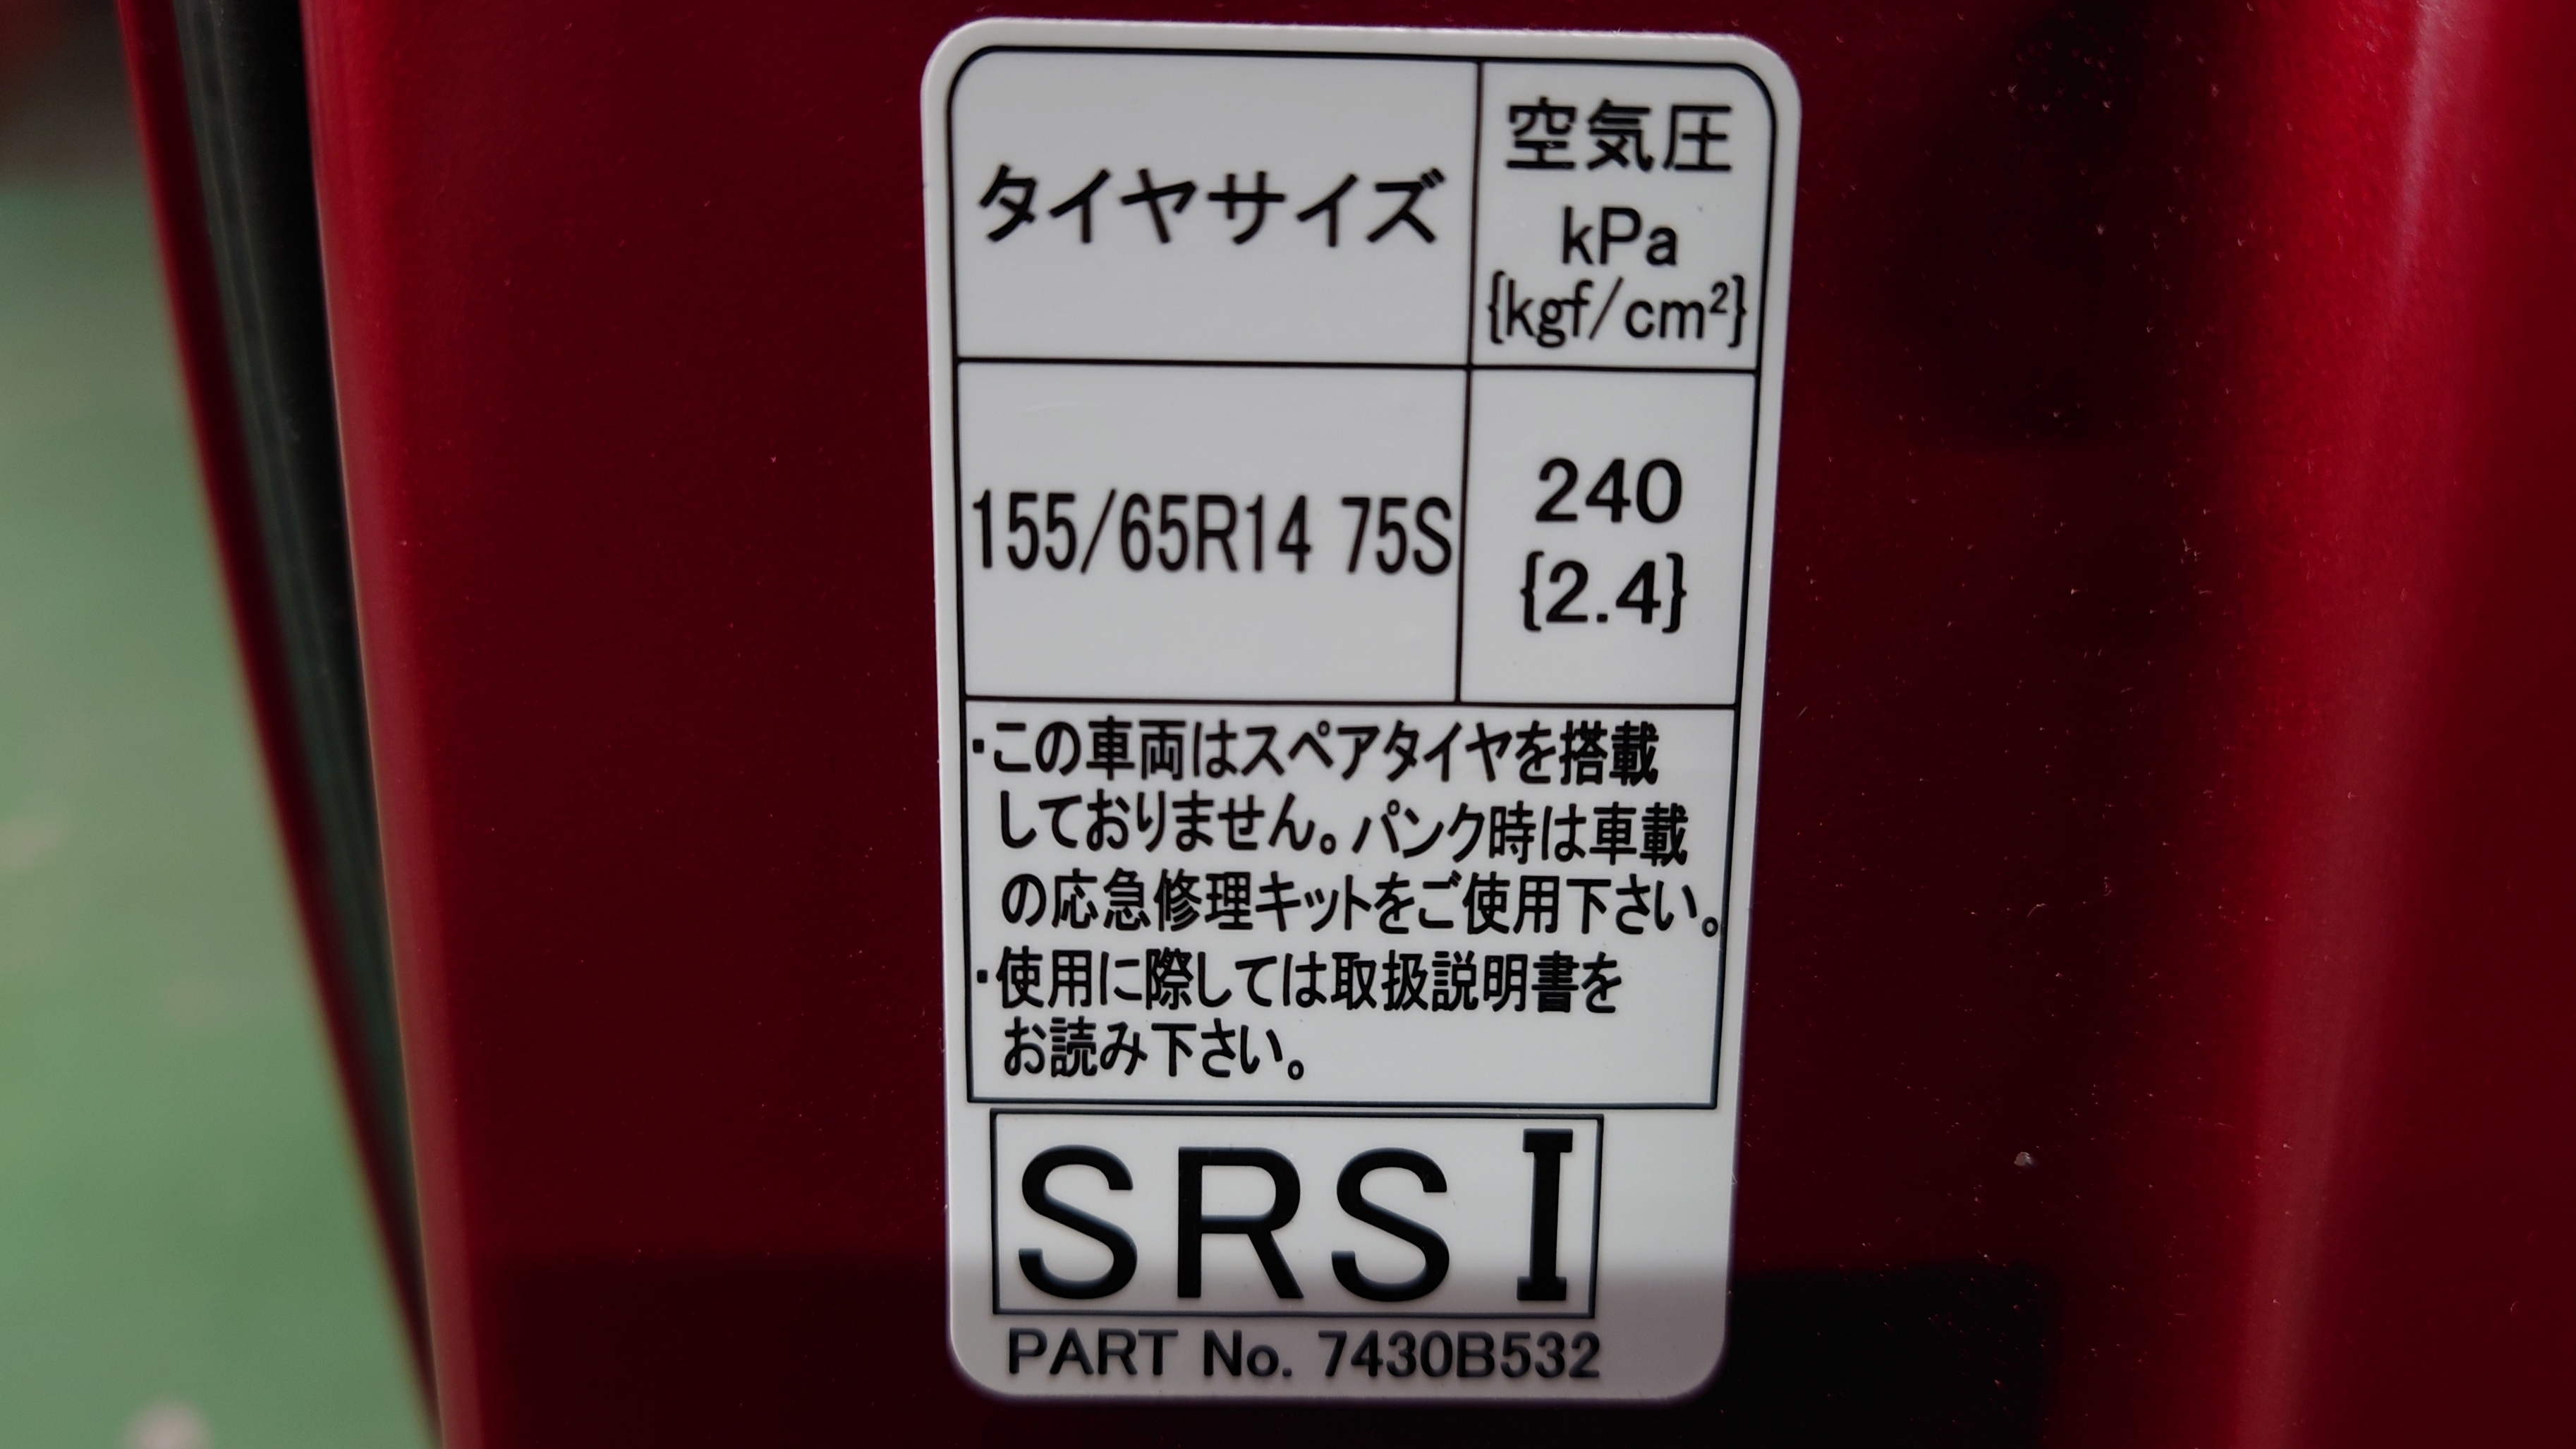 タイヤサイズ
空気圧
kPa
{kgf/cm²}
155/65R14 75S
240
{2.4}
・この車両はスペアタイヤを搭載
しておりません。パンク時は車載
の応急修理キットをご使用下さい。
・使用に際しては取扱説明書を
お読み下さい。
SRS I
PART No. 7430B532